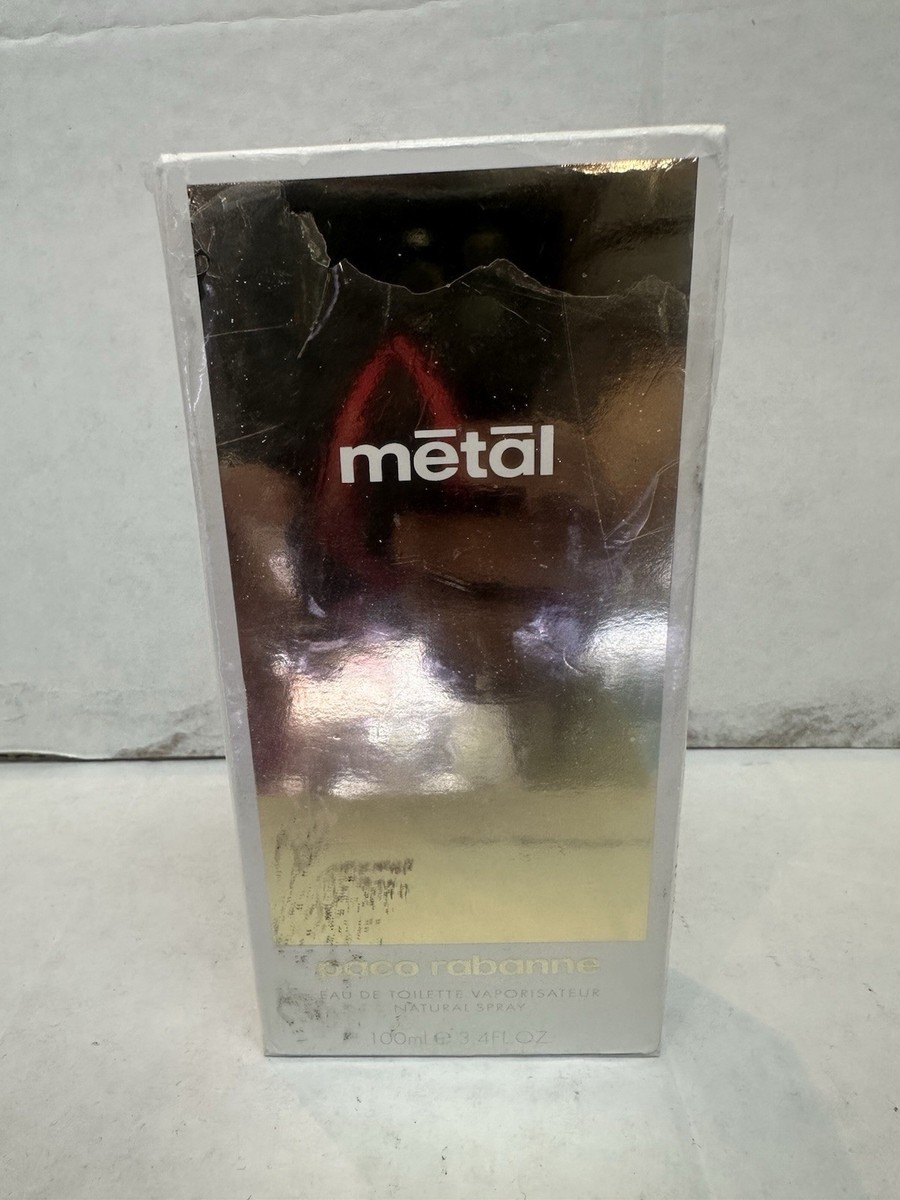 mētāl
paco rabanne
EAU DE TOILETTE VAPORISATEUR
NATURAL SPRAY
100ml e 3.4FL.OZ